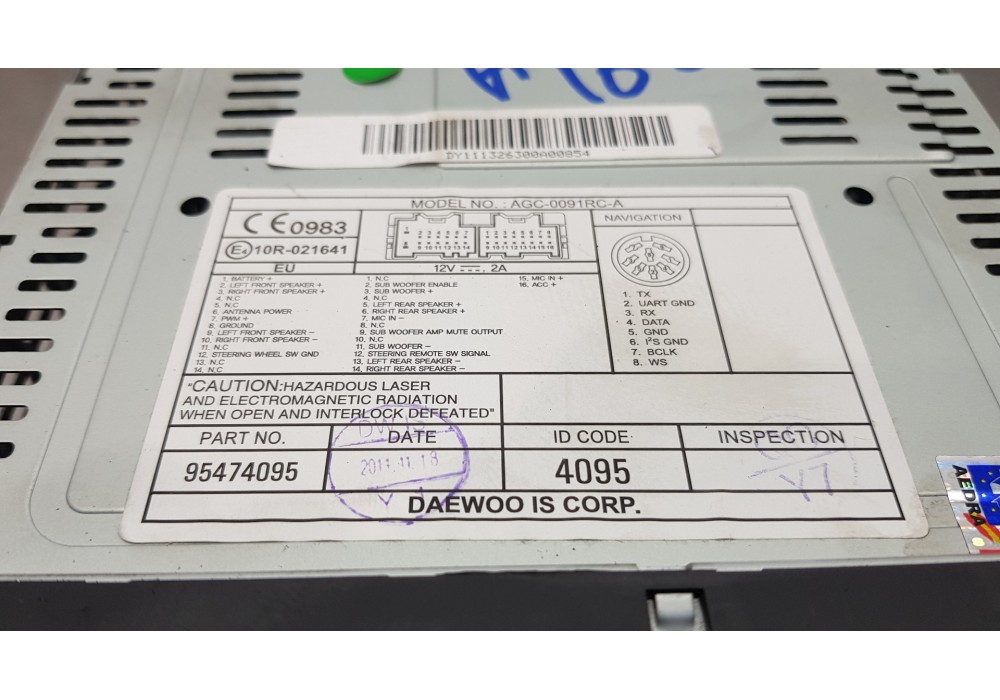 DY111326300A00954
MODEL NO. : AGC-0091RC-A
CE0983
E4 10R-021641
EU
12V 2A
NAVIGATION
1. BATTERY +
2. LEFT FRONT SPEAKER +
3. RIGHT FRONT SPEAKER +
4. N.C
5. N.C
6. ANTENNA POWER
7. PWM +
8. GROUND
9. LEFT FRONT SPEAKER -
10. RIGHT FRONT SPEAKER -
11. N.C
12. STEERING WHEEL SW GND
13. N.C
14. N.C
1. N.C
2. SUB WOOFER ENABLE
3. SUB WOOFER +
4. N.C
5. LEFT REAR SPEAKER +
6. RIGHT REAR SPEAKER +
7. MIC IN -
8. N.C
9. SUB WOOFER AMP MUTE OUTPUT
10. N.C
11. SUB WOOFER -
12. STEERING REMOTE SW SIGNAL
13. LEFT REAR SPEAKER -
14. RIGHT REAR SPEAKER -
15. MIC IN +
16. ACC +
1. TX
2. UART GND
3. RX
4. DATA
5. GND
6. I²S GND
7. BCLK
8. WS
"CAUTION:HAZARDOUS LASER
AND ELECTROMAGNETIC RADIATION
WHEN OPEN AND INTERLOCK DEFEATED"
PART NO.
DATE
ID CODE
INSPECTION
95474095
DW IS
2011.11.18
4095
DAEWOO IS CORP.
AEDRA